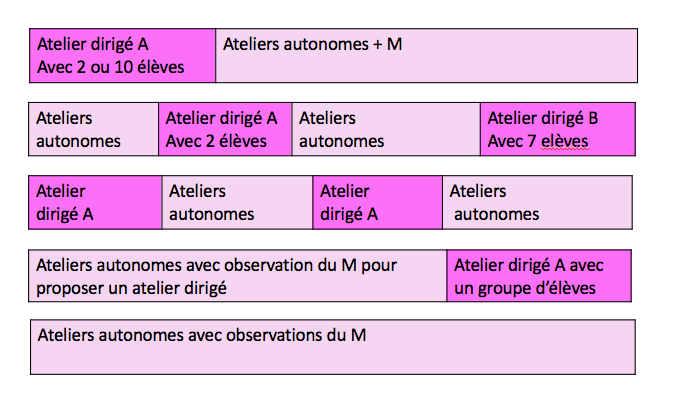 Atelier dirigé A
Avec 2 ou 10 élèves
Ateliers autonomes + M
Ateliers
autonomes
Atelier dirigé A
Avec 2 élèves
Ateliers
autonomes
Atelier dirigé B
Avec 7 elèves
Atelier
dirigé A
Ateliers
autonomes
Atelier
dirigé A
Ateliers
autonomes
Ateliers autonomes avec observation du M pour
proposer un atelier dirigé
Atelier dirigé A avec
un groupe d’élèves
Ateliers autonomes avec observations du M